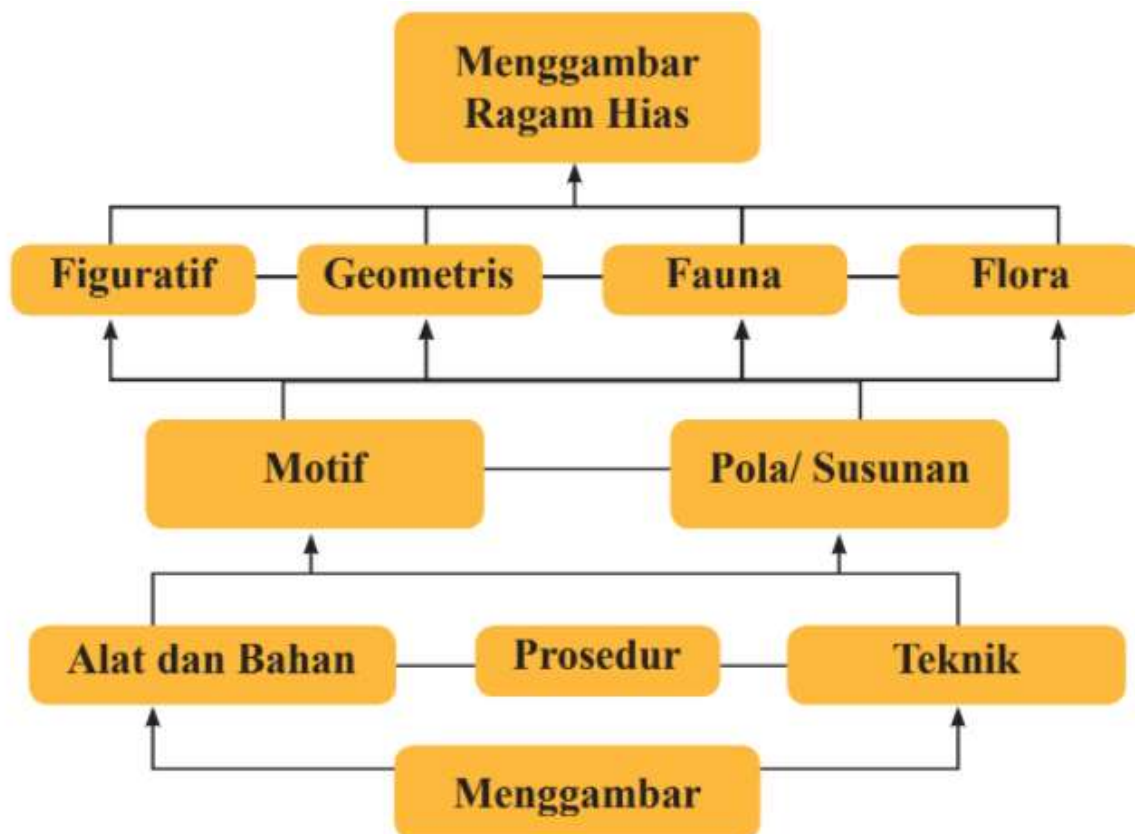 Menggambar
Ragam Hias
Figuratif
Geometris
Fauna
Flora
Motif
Pola/ Susunan
Alat dan Bahan
Prosedur
Teknik
Menggambar